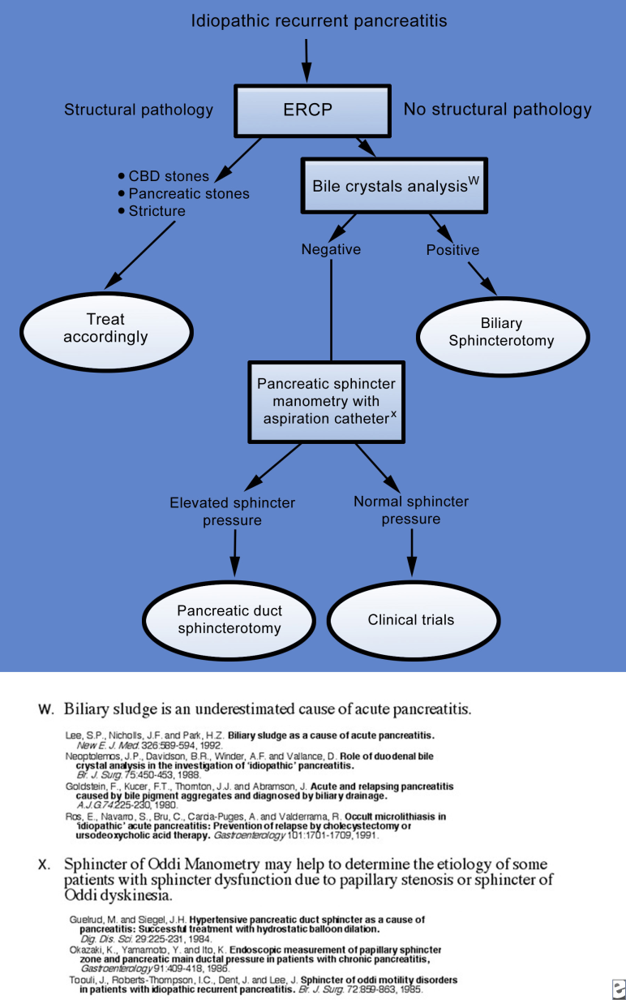 Idiopathic recurrent pancreatitis
Structural pathology
ERCP
No structural pathology
• CBD stones
• Pancreatic stones
• Stricture
Bile crystals analysisW
Negative
Positive
Treat
accordingly
Biliary
Sphincterotomy
Pancreatic sphincter
manometry with
aspiration catheterx
Elevated sphincter
pressure
Normal sphincter
pressure
Pancreatic duct
sphincterotomy
Clinical trials
W. Biliary sludge is an underestimated cause of acute pancreatitis.
Lee, S.P., Nicholls, J.F. and Park, H.Z. Biliary sludge as a cause of acute pancreatitis.
New E. J. Med. 326:589-594, 1992.
Neoptolemos, J.P., Davidson, B.R., Winder, A.F. and Vallance, D. Role of duodenal bile
crystal analysis in the investigation of 'idiopathic' pancreatitis.
Br. J. Surg. 75:450-453, 1988.
Goldstein, F., Kucer, F.T., Thornton, J.J. and Abramson, J. Acute and relapsing pancreatitis
caused by bile pigment aggregates and diagnosed by biliary drainage.
A.J.G.74:225-230, 1980.
Ros, E., Navarro, S., Bru, C., Garcia-Puges, A. and Valderrama, R. Occult microlithiasis in
'idiopathic' acute pancreatitis: Prevention of relapse by cholecystectomy or
ursodeoxycholic acid therapy. Gastroenterology 101:1701-1709, 1991.
X. Sphincter of Oddi Manometry may help to determine the etiology of some
patients with sphincter dysfunction due to papillary stenosis or sphincter of
Oddi dyskinesia.
Guelrud, M. and Siegel, J.H. Hypertensive pancreatic duct sphincter as a cause of
pancreatitis: Successful treatment with hydrostatic balloon dilation.
Dig. Dis. Sci. 29:225-231, 1984.
Okazaki, K., Yamamoto, Y. and Ito, K. Endoscopic measurement of papillary sphincter
zone and pancreatic main ductal pressure in patients with chronic pancreatitis,
Gastroenterology 91:409-418, 1986.
Toouli, J., Roberts-Thompson, I.C., Dent, J. and Lee, J. Sphincter of oddi motility disorders
in patients with idiopathic recurrent pancreatitis. Br. J. Surg. 72:859-863, 1985.
a